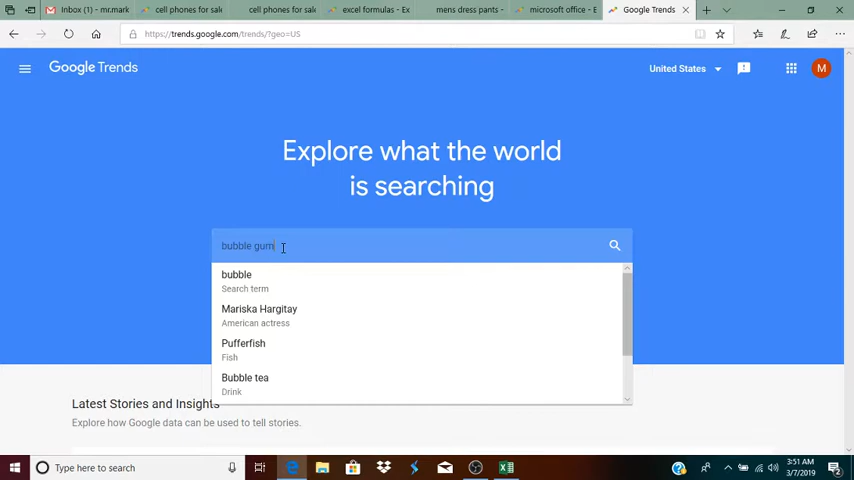 Inbox (1) - mr.mark
cell phones for sal
cell phones for sal
excel formulas - Ex
mens dress pants -
microsoft office - E
Google Trends
https://trends.google.com/trends/?geo=US
Google Trends
United States
M
Explore what the world
is searching
bubble gum
bubble
Search term
Mariska Hargitay
American actress
Pufferfish
Fish
Bubble tea
Drink
Latest Stories and Insights
Explore how Google data can be used to tell stories.
Type here to search
3:51 AM
3/7/2019